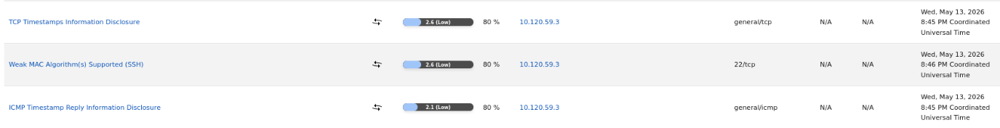 TCP Timestamps Information Disclosure 2.6 (Low) 80 % 10.120.59.3 general/tcp N/A N/A Wed, May 13, 2026
8:45 PM Coordinated
Universal Time
Weak MAC Algorithm(s) Supported (SSH) 2.6 (Low) 80 % 10.120.59.3 22/tcp N/A N/A Wed, May 13, 2026
8:46 PM Coordinated
Universal Time
ICMP Timestamp Reply Information Disclosure 2.1 (Low) 80 % 10.120.59.3 general/icmp N/A N/A Wed, May 13, 2026
8:45 PM Coordinated
Universal Time